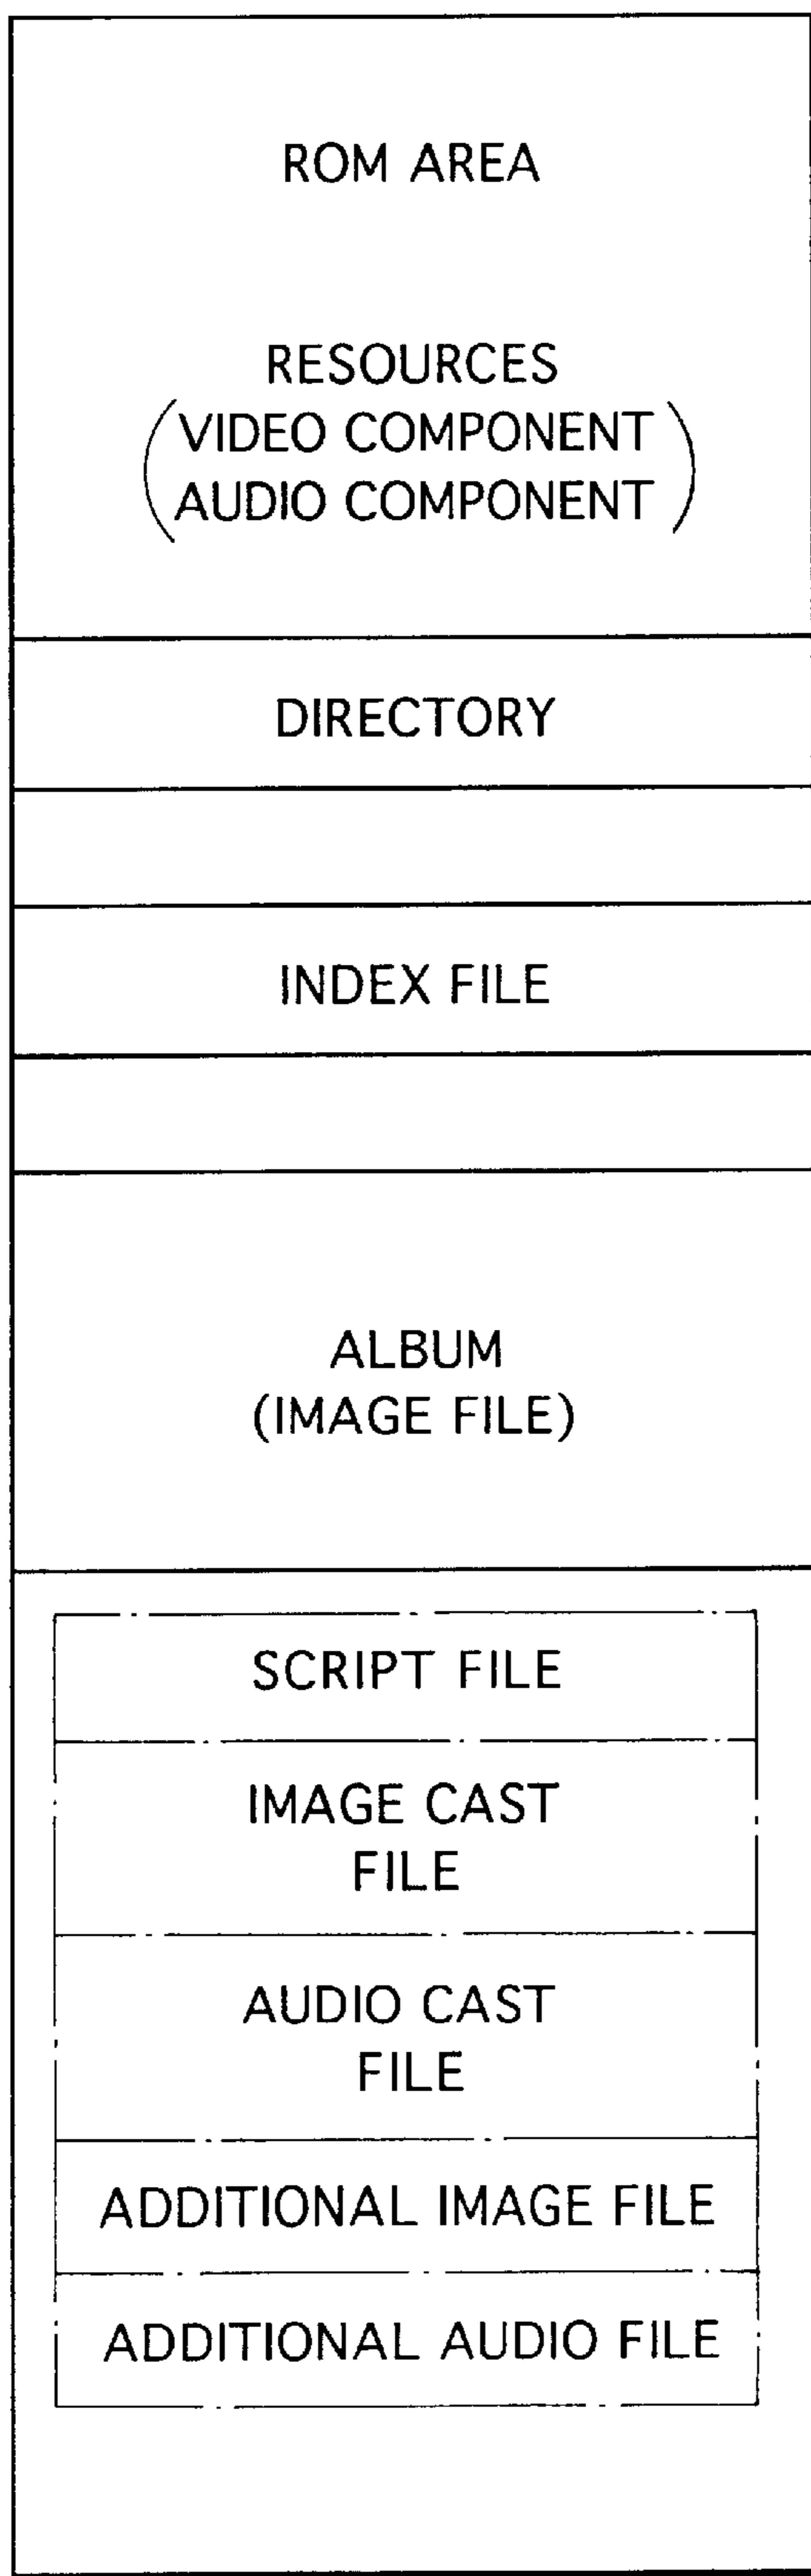 ROM AREA
RESOURCES
(VIDEO COMPONENT
AUDIO COMPONENT)
DIRECTORY
INDEX FILE
ALBUM
(IMAGE FILE)
SCRIPT FILE
IMAGE CAST
FILE
AUDIO CAST
FILE
ADDITIONAL IMAGE FILE
ADDITIONAL AUDIO FILE